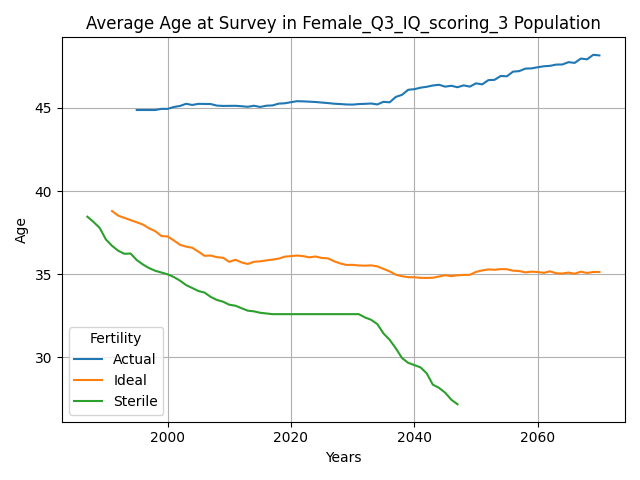 Average Age at Survey in Female_Q3_IQ_scoring_3 Population
Age
45
40
35
30
Fertility
Actual
Ideal
Sterile
2000 2020 2040 2060
Years